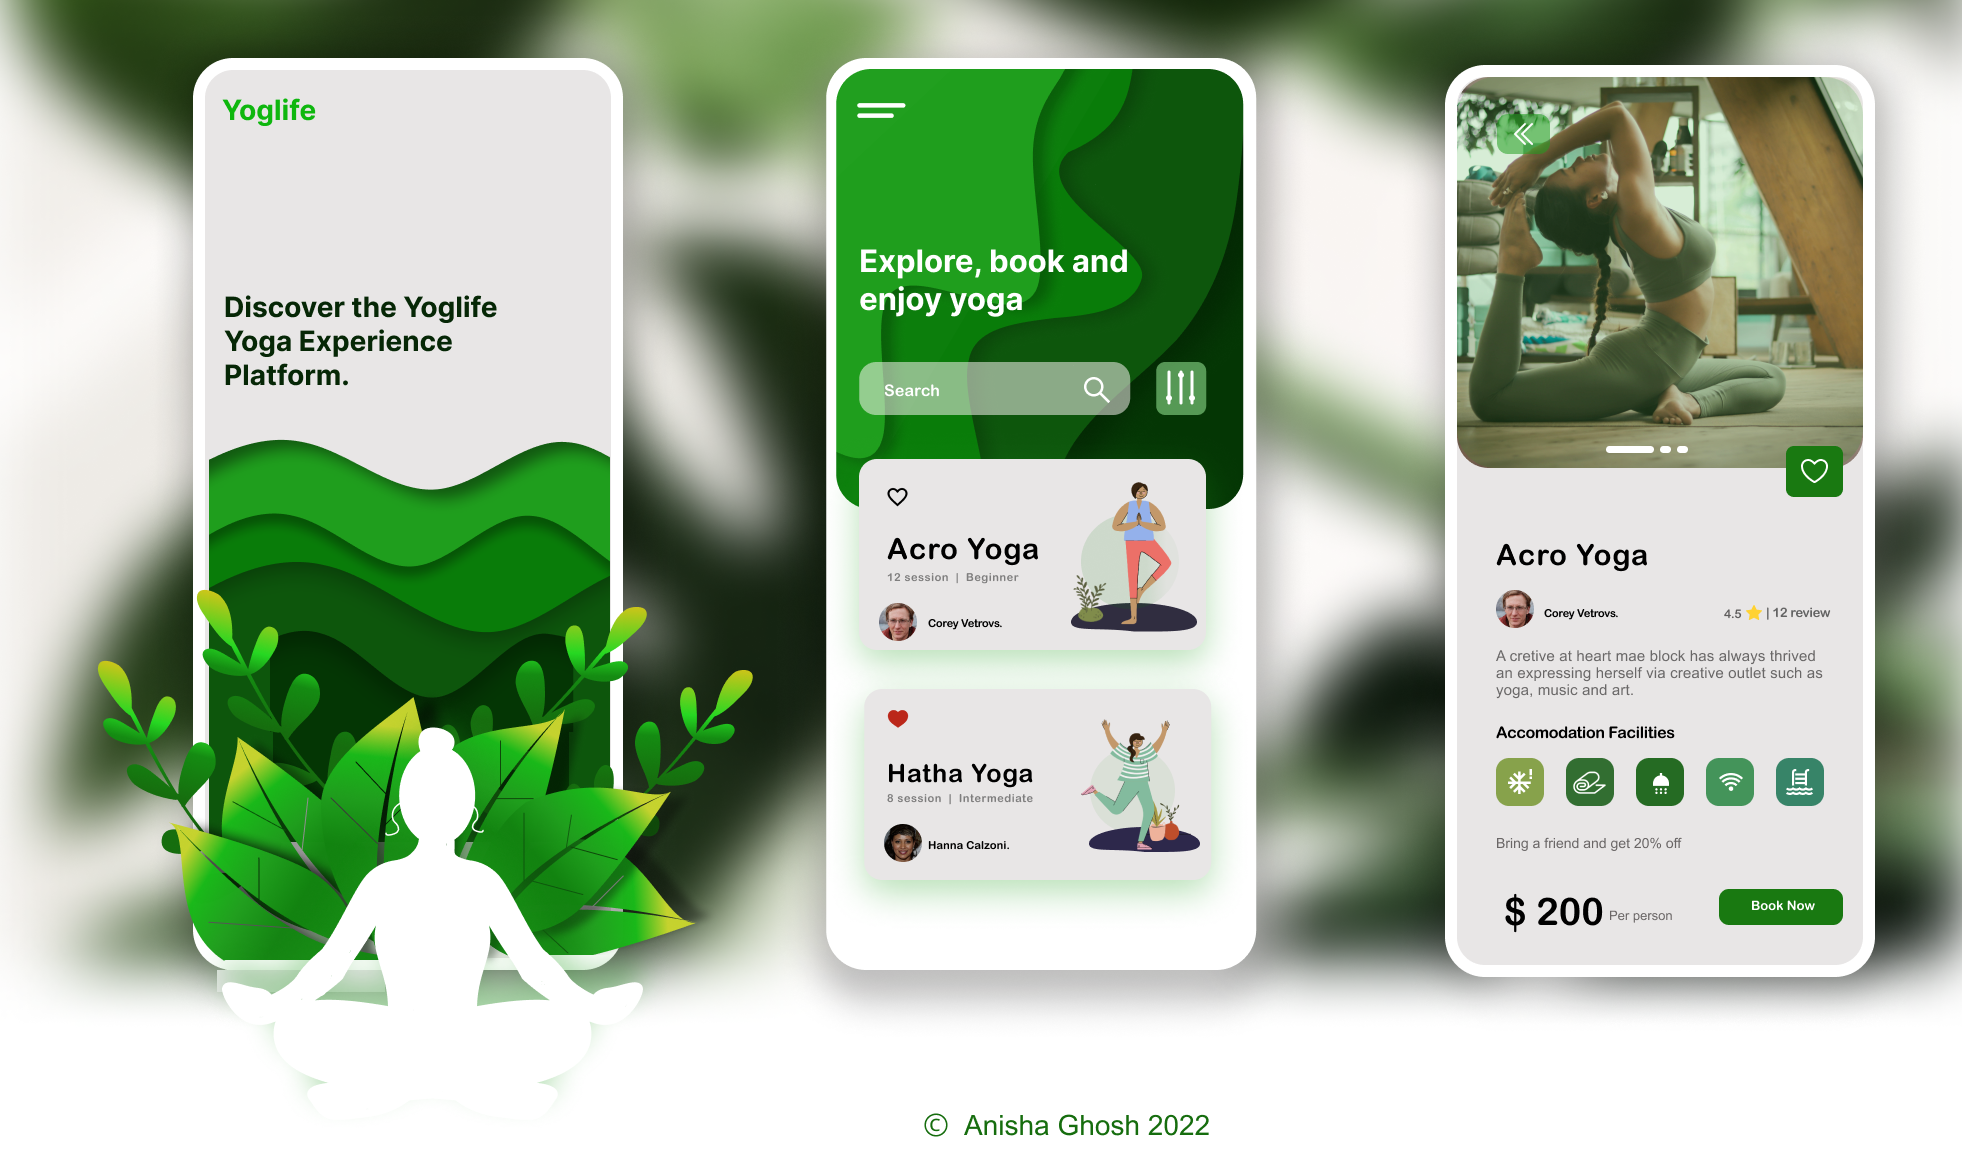 Yoglife
Discover the Yoglife
Yoga Experience
Platform.
Explore, book and
enjoy yoga
Search
Acro Yoga
12 session | Beginner
Corey Vetrovs.
Hatha Yoga
8 session | Intermediate
Hanna Calzoni.
Acro Yoga
Corey Vetrovs.
4.5 ⭐ | 12 review
A cretive at heart mae block has always thrived
an expressing herself via creative outlet such as
yoga, music and art.
Accomodation Facilities
Bring a friend and get 20% off
$ 200 Per person
Book Now
© Anisha Ghosh 2022